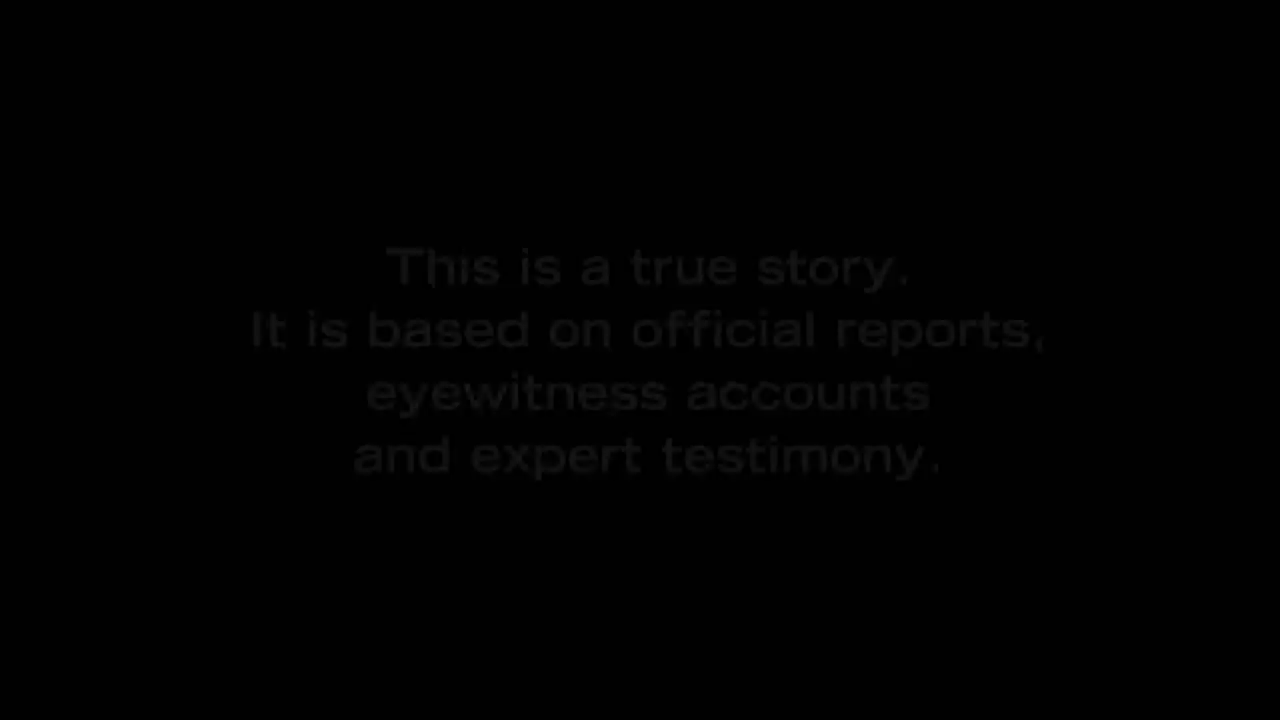 This is a true story.
It is based on official reports,
eyewitness accounts
and expert testimony.